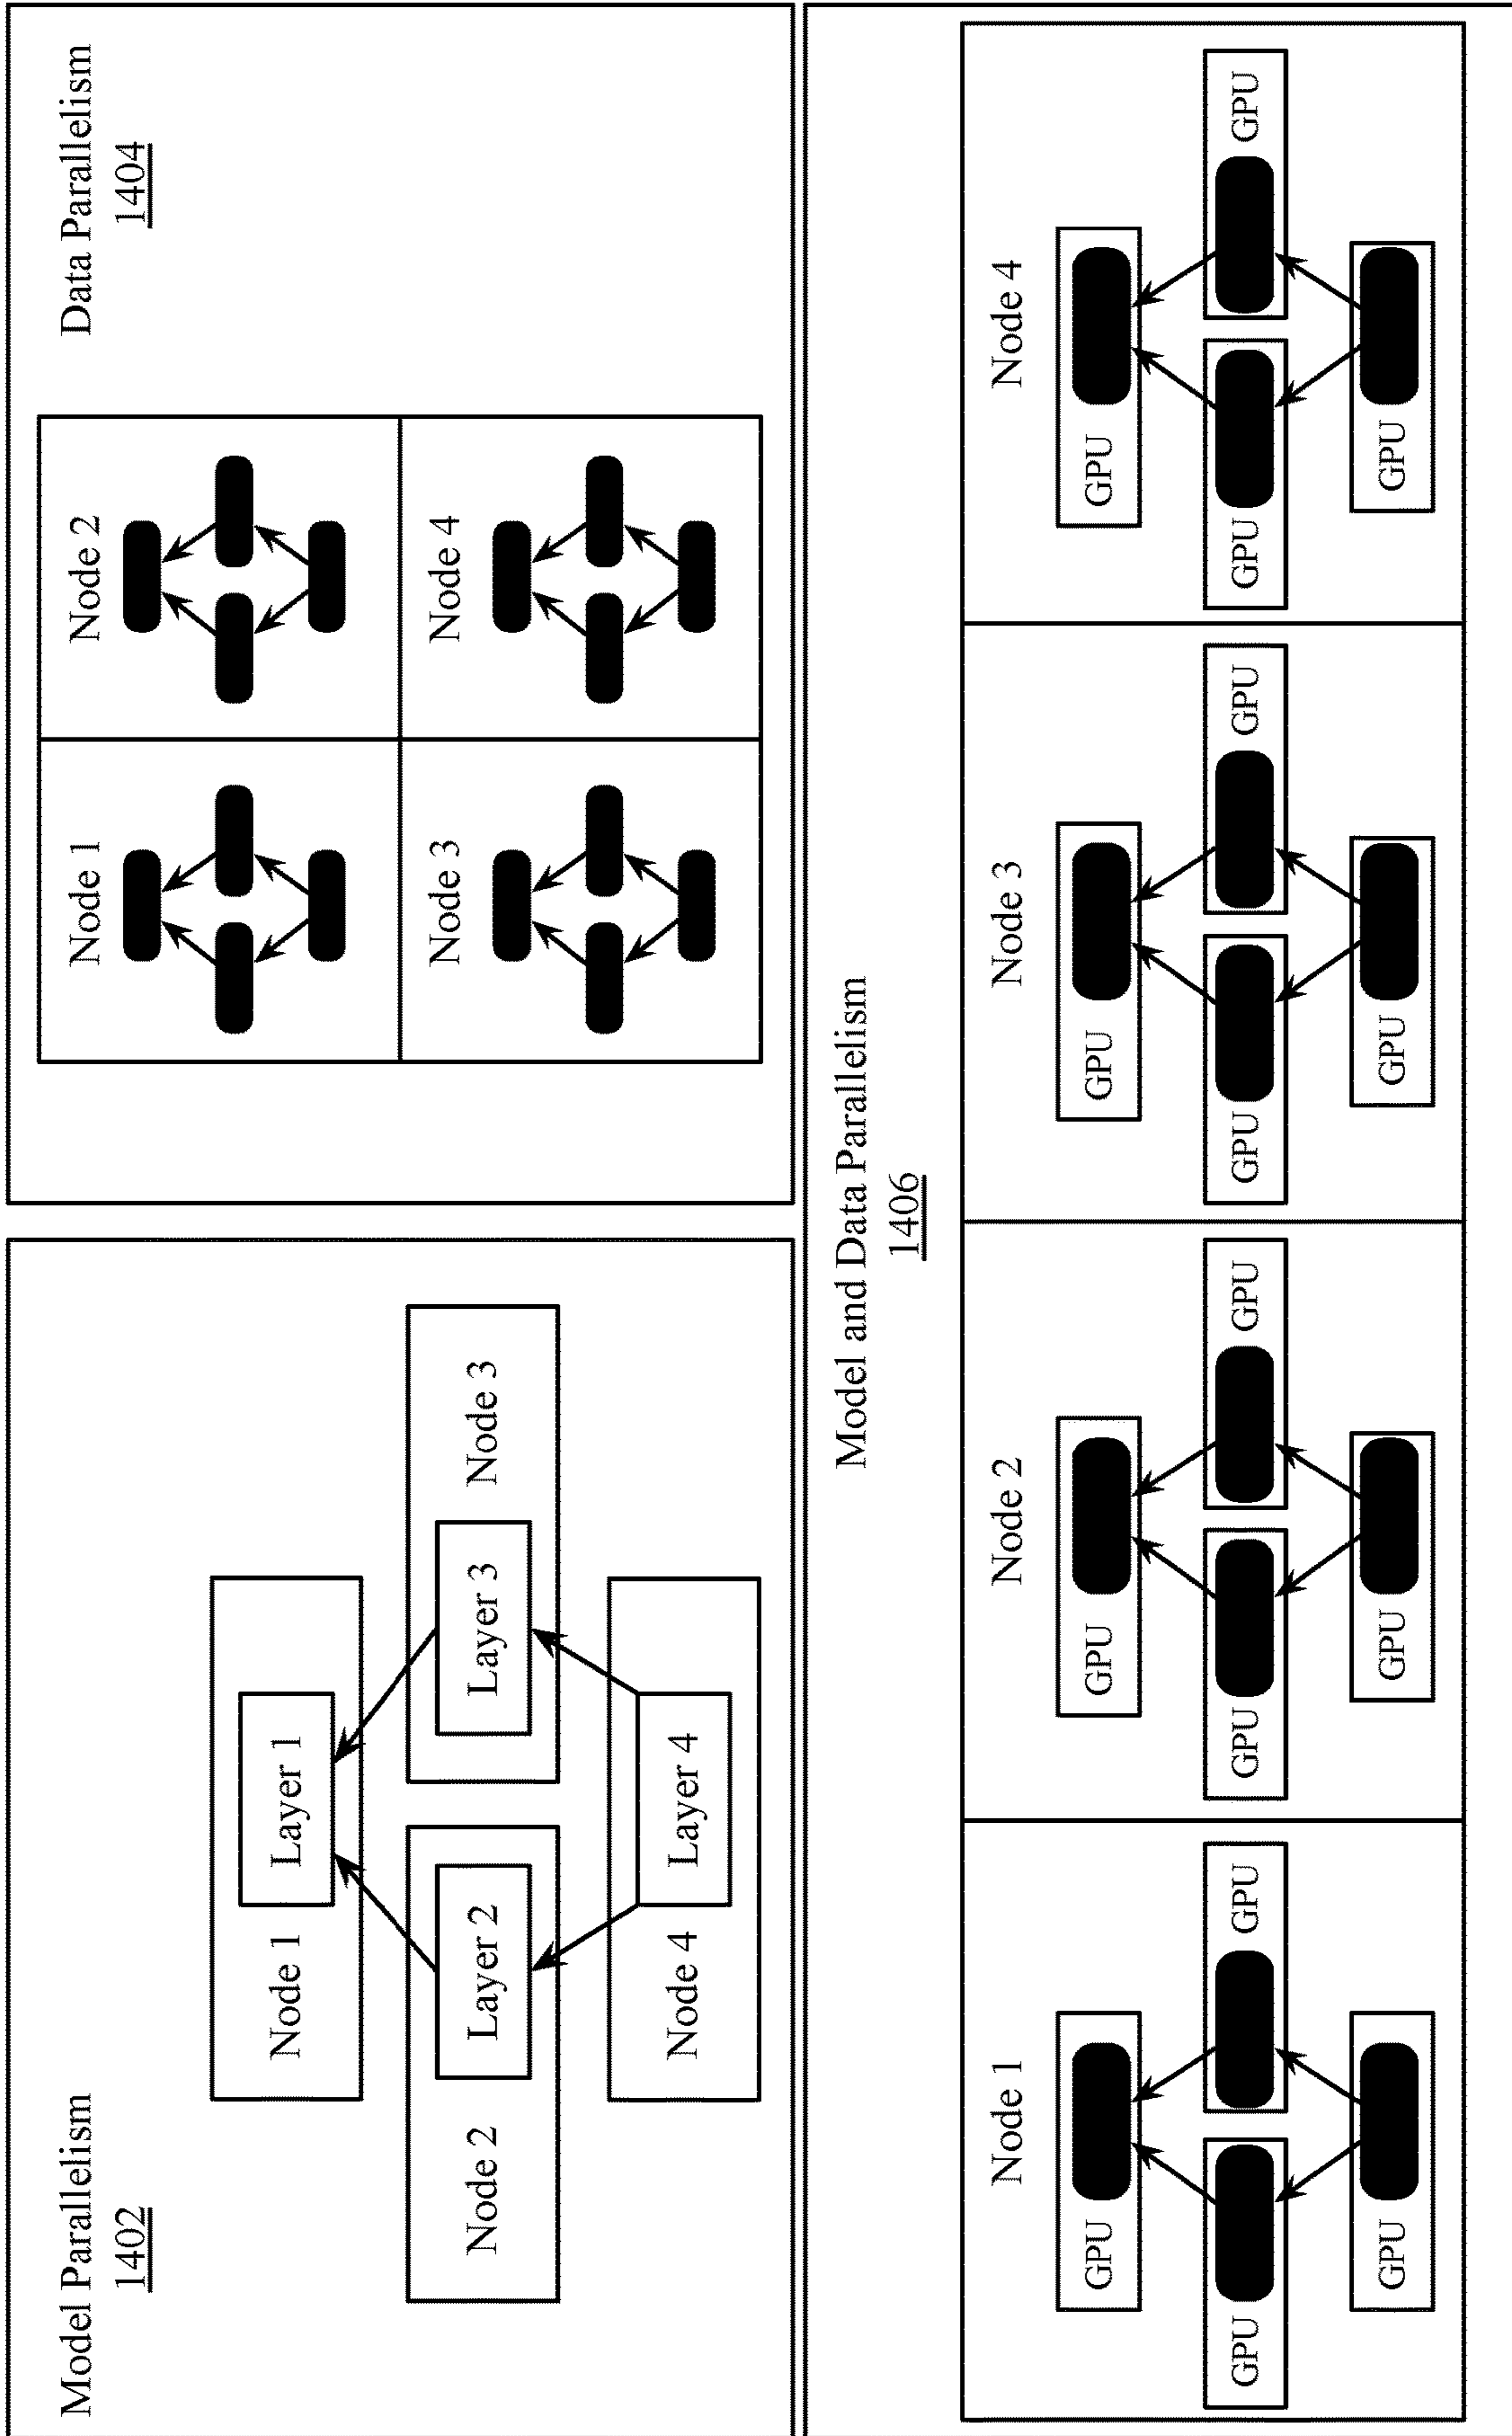 Model Parallelism
1402
Node 1
Layer 1
Node 2
Layer 2
Layer 3
Node 3
Node 4
Layer 4
Data Parallelism
1404
Node 1
Node 2
Node 3
Node 4
Model and Data Parallelism
1406
Node 1
GPU
GPU
GPU
GPU
Node 2
GPU
GPU
GPU
GPU
Node 3
GPU
GPU
GPU
GPU
Node 4
GPU
GPU
GPU
GPU